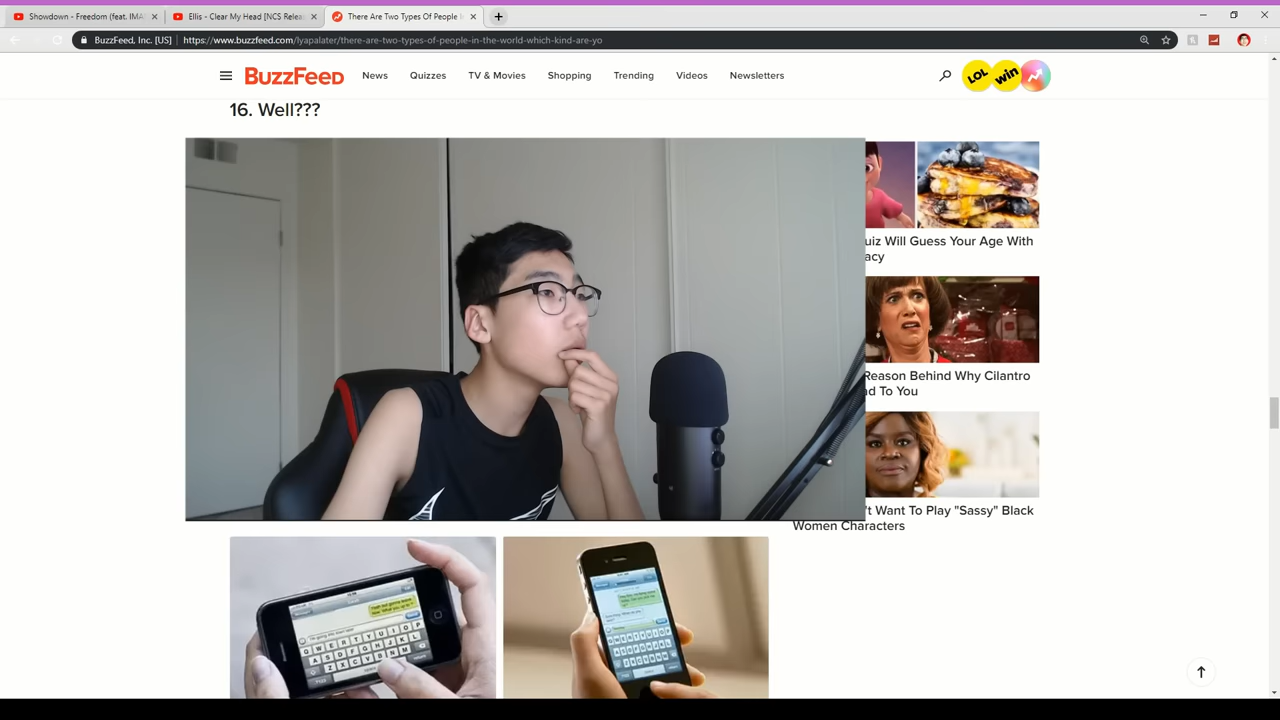 Showdown - Freedom (feat. IMA
Ellis - Clear My Head [NCS Relea
There Are Two Types Of People I
BuzzFeed, Inc. [US]
https://www.buzzfeed.com/lyapalater/there-are-two-types-of-people-in-the-world-which-kind-are-yo
BuzzFeed
News
Quizzes
TV & Movies
Shopping
Trending
Videos
Newsletters
LOL
win
16. Well???
uiz Will Guess Your Age With
acy
Reason Behind Why Cilantro
d To You
't Want To Play "Sassy" Black
Women Characters
Q W E R T Y U I O P
A S D F G H J K L
Z X C V B N M